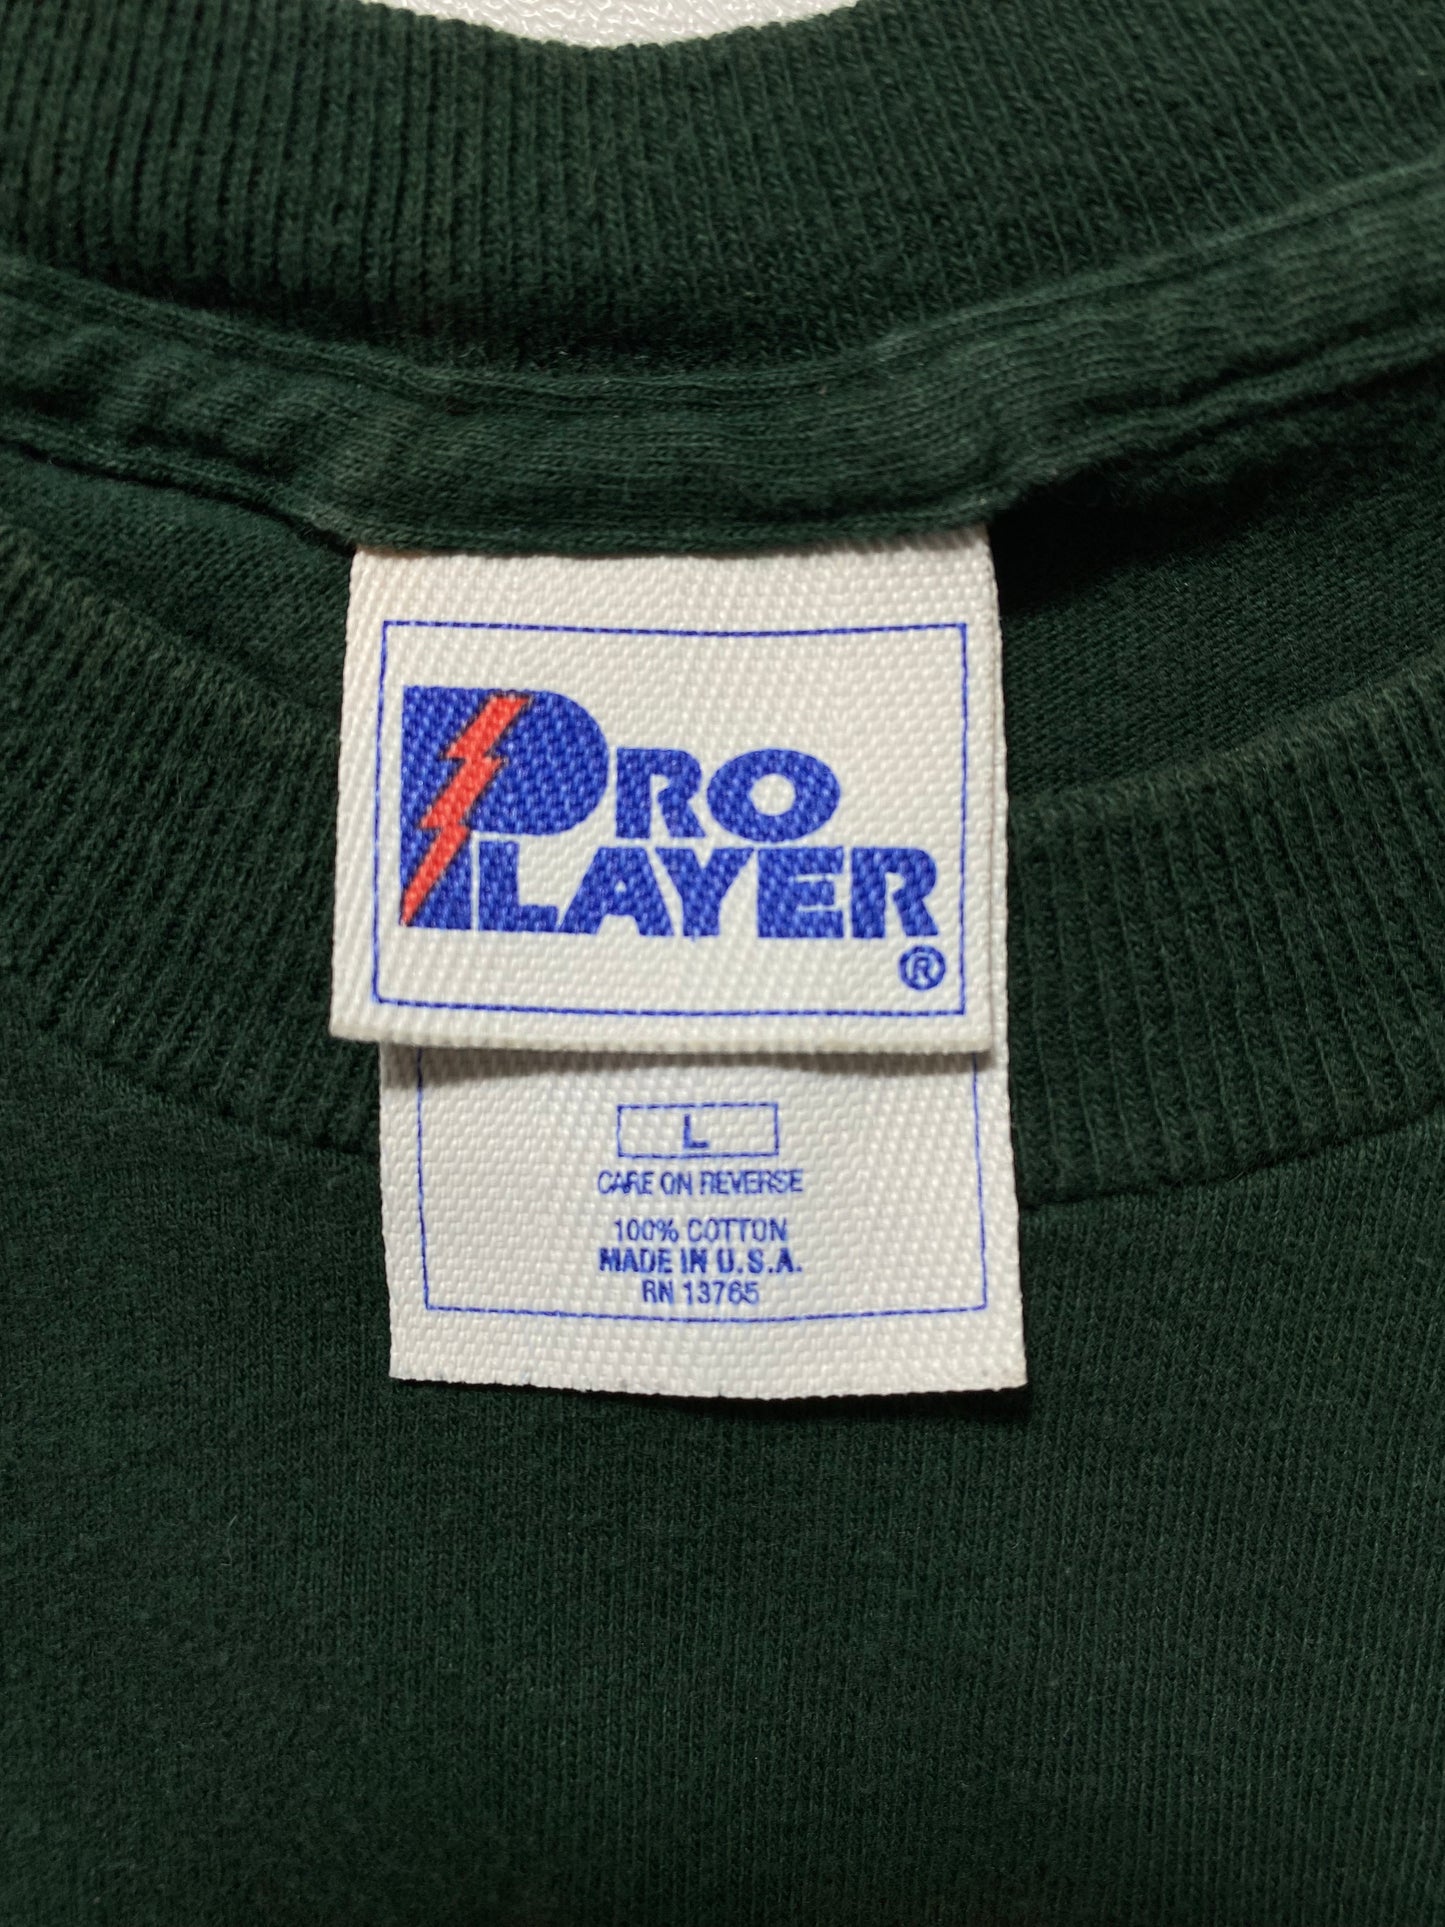 PRO
PLAYER
®
L
CARE ON REVERSE
100% COTTON
MADE IN U.S.A.
RN 13765